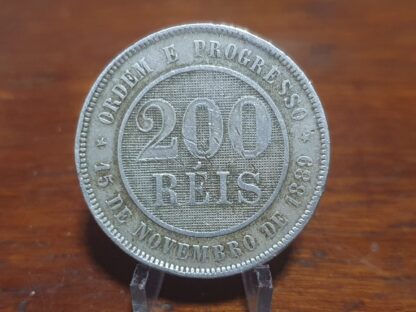 * ORDEM E PROGRESSO *
200
RÉIS
15 DE NOVEMBRO DE 1889